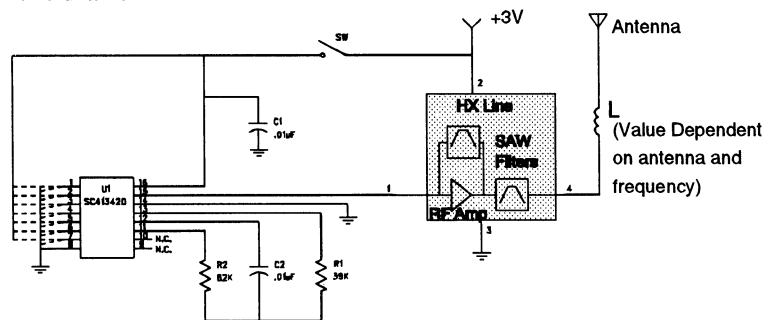 +3V
SW
Antenna
2
HX Line
L
C1
.01uF
SAW
Filters
(Value Dependent
on antenna and
frequency)
U1
SC413420
1
4
RF Amp
3
N.C.
N.C.
R2
82K
C2
.01uF
R1
39K